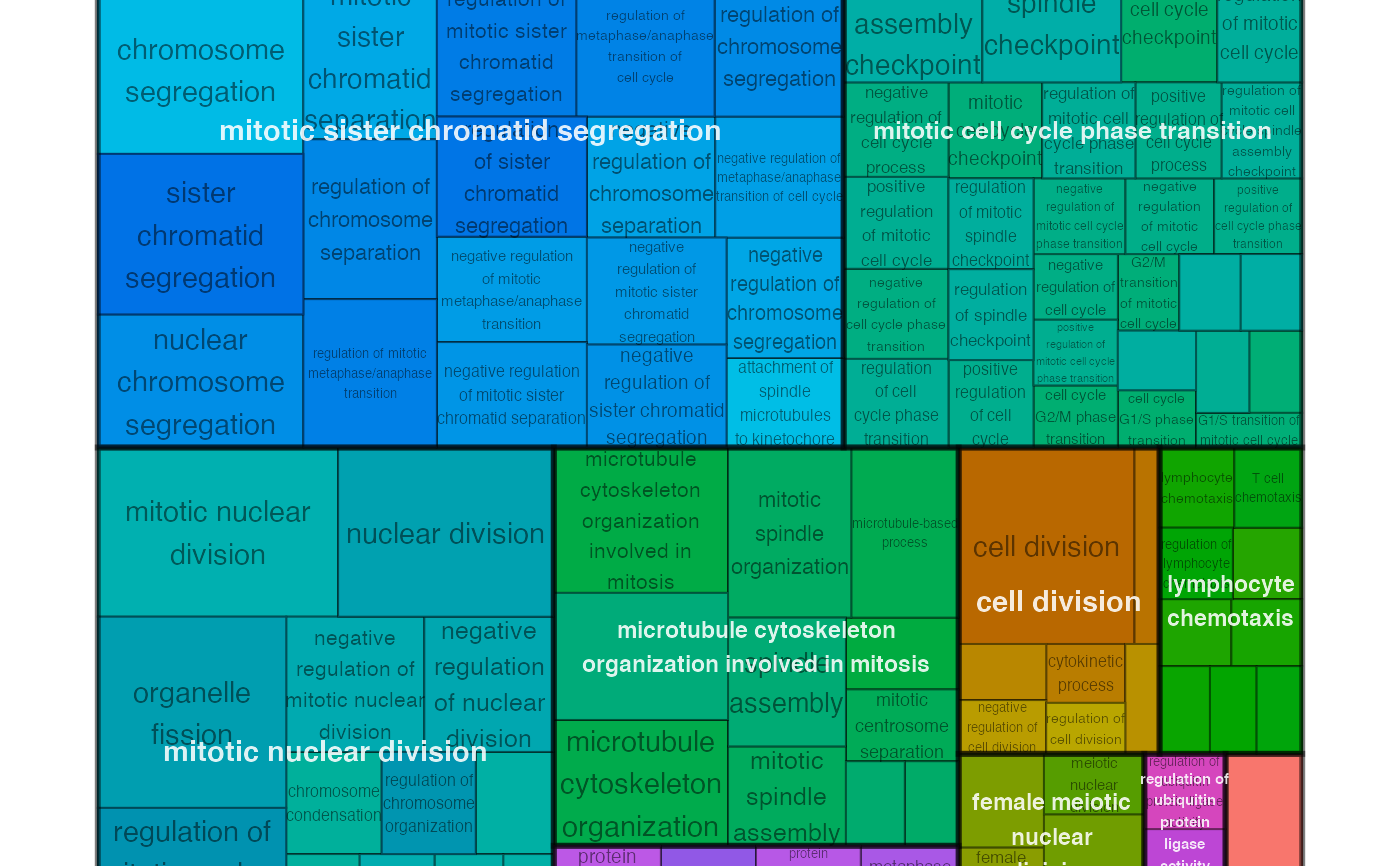 chromosome
segregation
mitotic
sister
chromatid
separation
regulation of
mitotic sister
chromatid
segregation
regulation of
metaphase/anaphase
transition of
cell cycle
regulation of
chromosome
segregation
mitotic sister chromatid segregation
sister
chromatid
segregation
regulation of
chromosome
separation
of sister
chromatid
segregation
negative
regulation of
chromosome
separation
negative regulation of
metaphase/anaphase
transition of cell cycle
nuclear
chromosome
segregation
regulation of mitotic
metaphase/anaphase
transition
negative regulation
of mitotic
metaphase/anaphase
transition
negative
regulation of
mitotic sister
chromatid
segregation
negative
regulation of
chromosome
segregation
negative regulation
of mitotic sister
chromatid separation
negative
regulation of
sister chromatid
segregation
attachment of
spindle
microtubules
to kinetochore
assembly
checkpoint
spindle
checkpoint
cell cycle
checkpoint
regulation
of mitotic
cell cycle
mitotic cell cycle phase transition
negative
regulation of
cell cycle
process
mitotic
cell cycle
checkpoint
regulation of
mitotic cell
cycle phase
transition
positive
regulation of
cell cycle
process
regulation of
mitotic cell
spindle
assembly
checkpoint
positive
regulation
of mitotic
cell cycle
regulation
of mitotic
spindle
checkpoint
negative
regulation of
mitotic cell cycle
phase transition
negative
regulation
of mitotic
cell cycle
positive
regulation of
cell cycle phase
transition
negative
regulation of
cell cycle phase
transition
regulation
of spindle
checkpoint
negative
regulation of
cell cycle
G2/M
transition
of mitotic
cell cycle
positive
regulation of
mitotic cell cycle
phase transition
regulation
of cell
cycle phase
transition
positive
regulation
of cell
cycle
cell cycle
G2/M phase
transition
cell cycle
G1/S phase
transition
G1/S transition of
mitotic cell cycle
mitotic nuclear
division
nuclear division
organelle
fission
negative
regulation of
mitotic nuclear
division
negative
regulation
of nuclear
division
mitotic nuclear division
chromosome
condensation
regulation of
chromosome
organization
regulation of
microtubule
cytoskeleton
organization
involved in
mitosis
mitotic
spindle
organization
microtubule-based
process
microtubule cytoskeleton
organization involved in mitosis
spindle
assembly
mitotic
centrosome
separation
microtubule
cytoskeleton
organization
mitotic
spindle
assembly
cell division
cell division
cytokinetic
process
negative
regulation of
cell division
regulation of
cell division
lymphocyte
chemotaxis
T cell
chemotaxis
regulation of
lymphocyte
lymphocyte
chemotaxis
meiotic
nuclear
female meiotic
nuclear
female
regulation of
regulation of
ubiquitin
protein
ligase
activity
protein
protein
metaphase